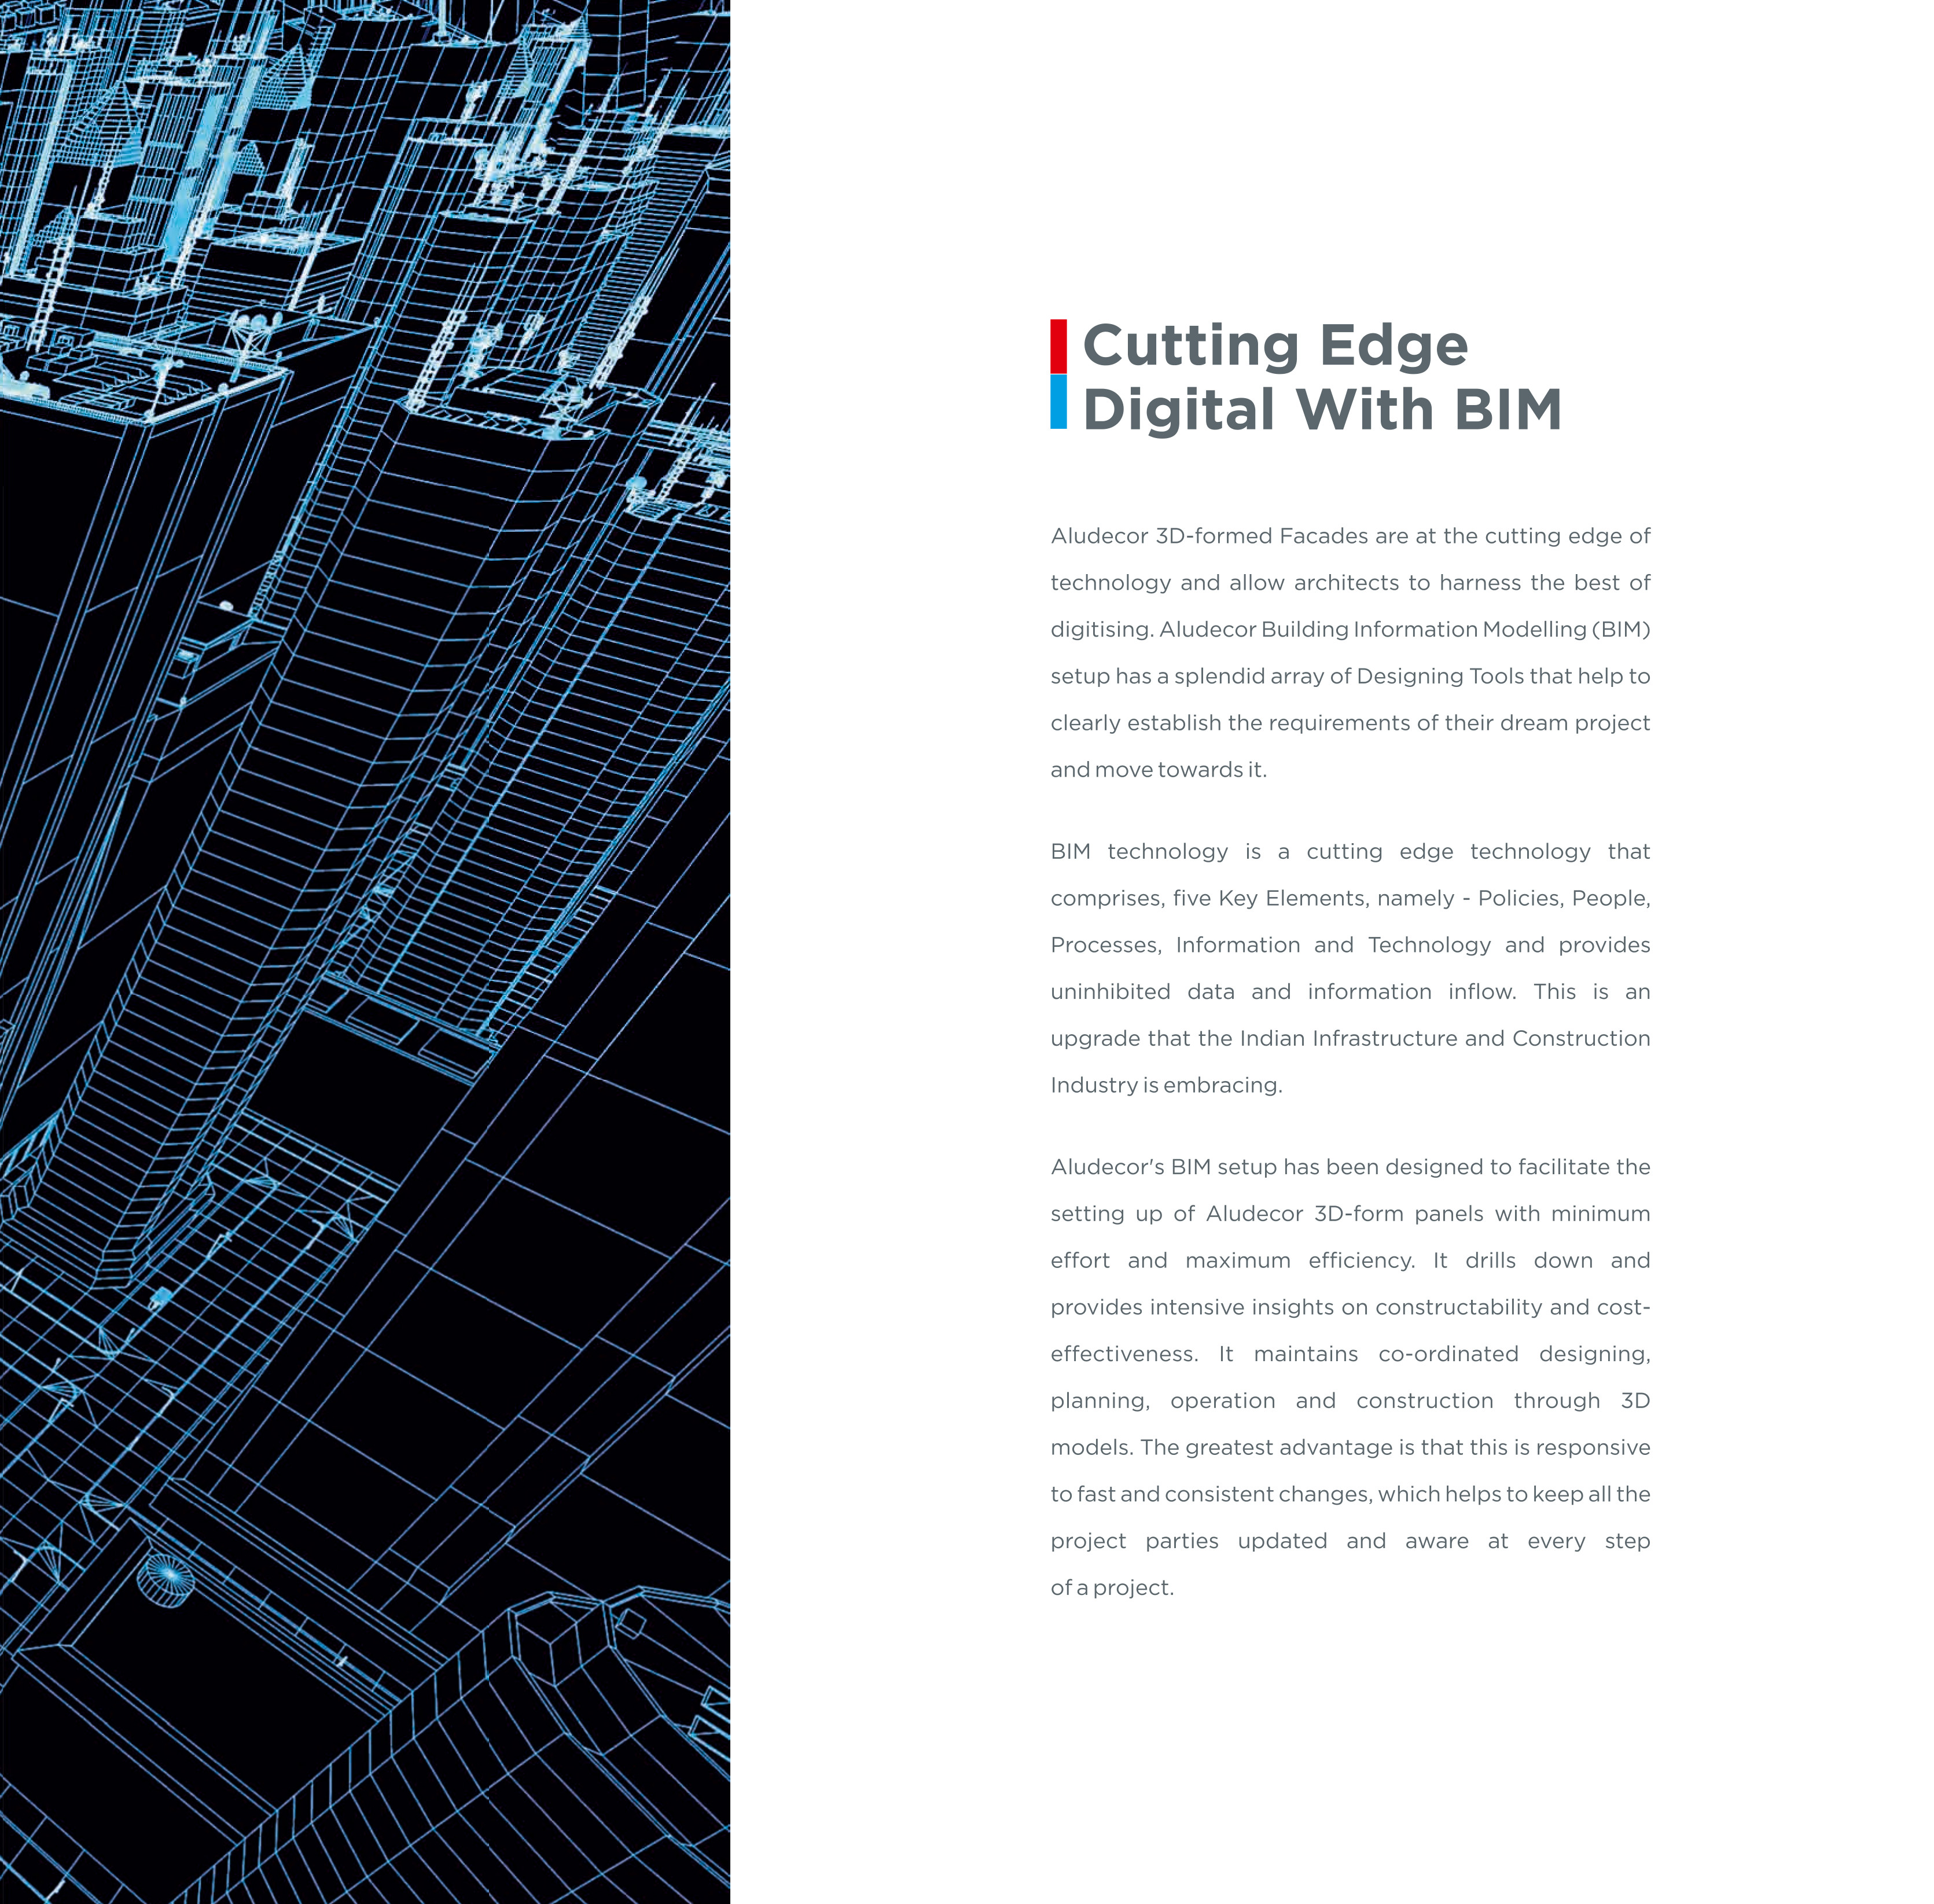 Cutting Edge
Digital With BIM
Aludecor 3D-formed Facades are at the cutting edge of
technology and allow architects to harness the best of
digitising. Aludecor Building Information Modelling (BIM)
setup has a splendid array of Designing Tools that help to
clearly establish the requirements of their dream project
and move towards it.
BIM technology is a cutting edge technology that
comprises, five Key Elements, namely - Policies, People,
Processes, Information and Technology and provides
uninhibited data and information inflow. This is an
upgrade that the Indian Infrastructure and Construction
Industry is embracing.
Aludecor's BIM setup has been designed to facilitate the
setting up of Aludecor 3D-form panels with minimum
effort and maximum efficiency. It drills down and
provides intensive insights on constructability and cost-
effectiveness. It maintains co-ordinated designing,
planning, operation and construction through 3D
models. The greatest advantage is that this is responsive
to fast and consistent changes, which helps to keep all the
project parties updated and aware at every step
of a project.